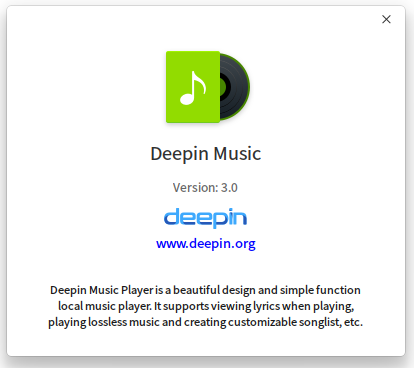 Deepin Music
Version: 3.0
deepin
www.deepin.org
Deepin Music Player is a beautiful design and simple function
local music player. It supports viewing lyrics when playing,
playing lossless music and creating customizable songlist, etc.